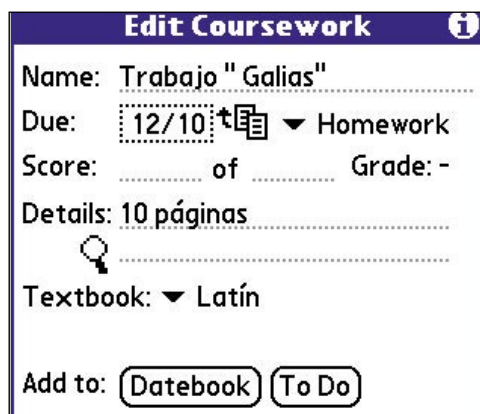 Edit Coursework i
Name: Trabajo " Galias"
Due: 12/10 Homework
Score: of Grade: -
Details: 10 páginas
Textbook: Latín
Add to: Datebook To Do